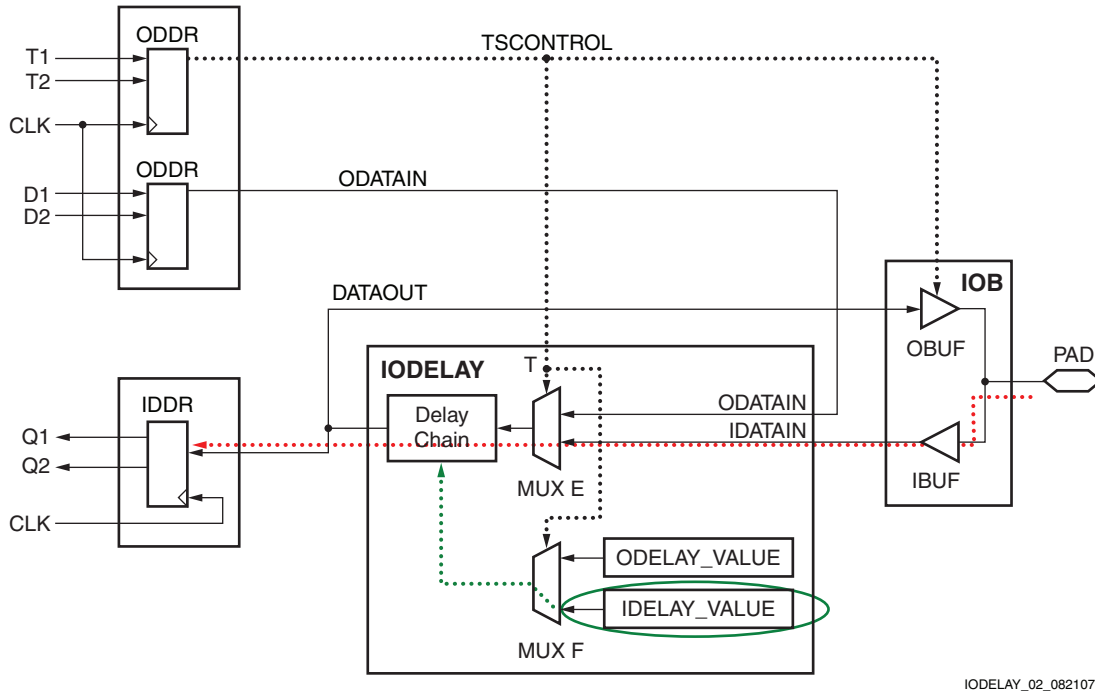 ODDR
T1
T2
TSCONTROL
CLK
ODDR
D1
D2
ODATAIN
IOB
DATAOUT
OBUF
PAD
IODELAY
T
IDDR
Delay
Chain
ODATAIN
IDATAIN
Q1
Q2
MUX E
IBUF
CLK
ODELAY_VALUE
IDELAY_VALUE
MUX F
IODELAY_02_082107